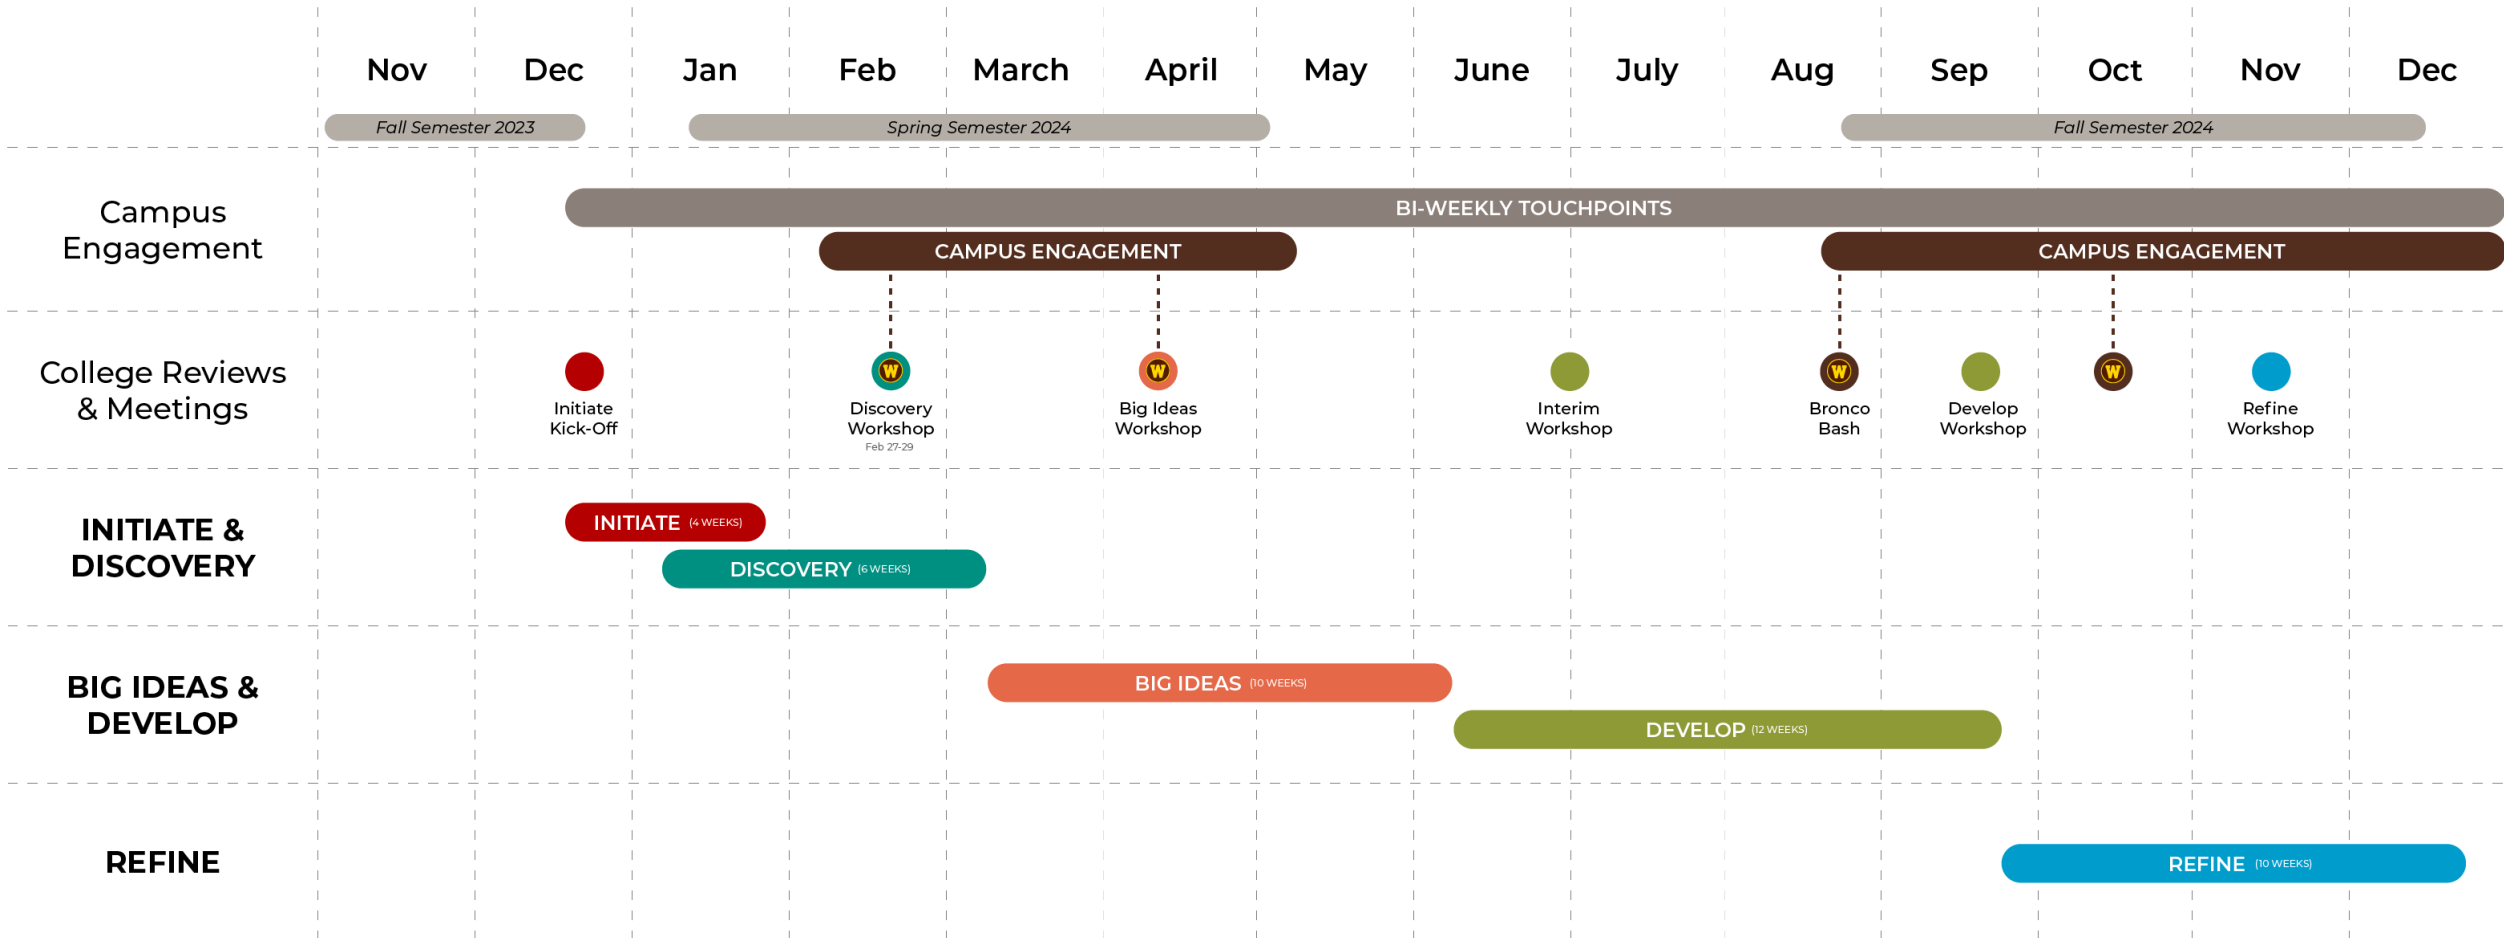 Nov Dec Jan Feb March April May June July Aug Sep Oct Nov Dec
Fall Semester 2023 Spring Semester 2024 Fall Semester 2024
Campus
Engagement
BI-WEEKLY TOUCHPOINTS
CAMPUS ENGAGEMENT CAMPUS ENGAGEMENT
College Reviews
& Meetings
W W W W
Initiate
Kick-Off
Discovery
Workshop
Feb 27-29
Big Ideas
Workshop
Interim
Workshop
Bronco
Bash
Develop
Workshop
Refine
Workshop
INITIATE &
DISCOVERY
INITIATE (4 WEEKS)
DISCOVERY (6 WEEKS)
BIG IDEAS &
DEVELOP
BIG IDEAS (10 WEEKS)
DEVELOP (12 WEEKS)
REFINE
REFINE (10 WEEKS)